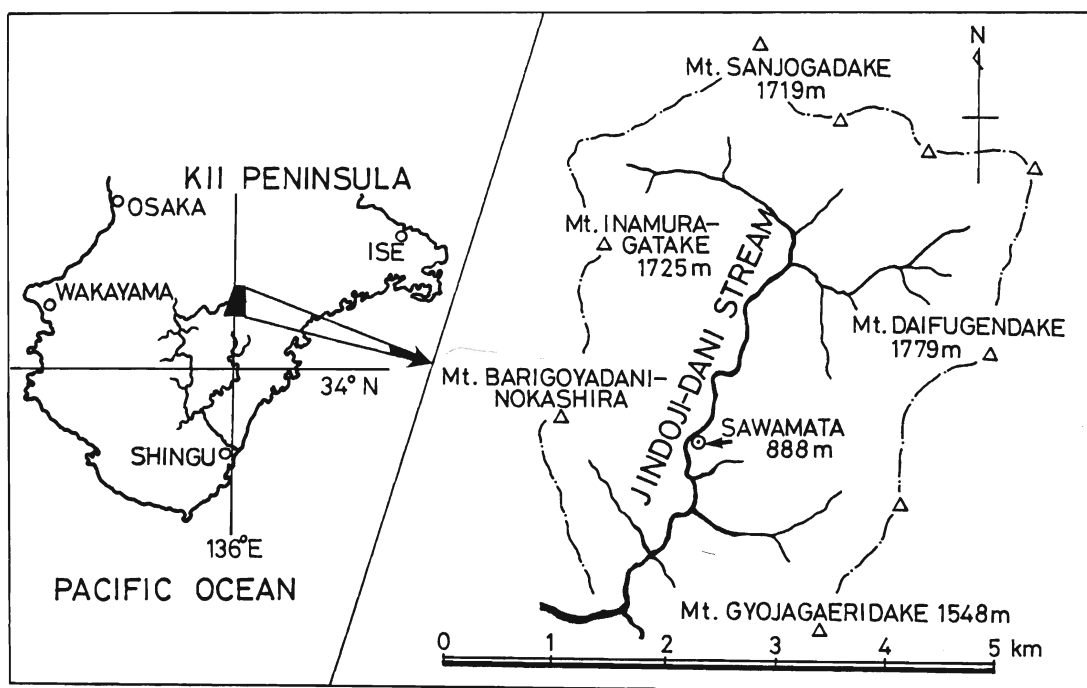 KII PENINSULA
OSAKA
ISE
WAKAYAMA
34° N
SHINGU
136°E
PACIFIC OCEAN
N
Mt. SANJOGADAKE
1719m
Mt. INAMURA-
GATAKE
1725m
JINDOJI-DANI STREAM
Mt. DAIFUGENDAKE
1779m
Mt. BARIGOYADANI-
NOKASHIRA
SAWAMATA
888m
Mt. GYOJAGAERIDAKE 1548m
0 1 2 3 4 5 km